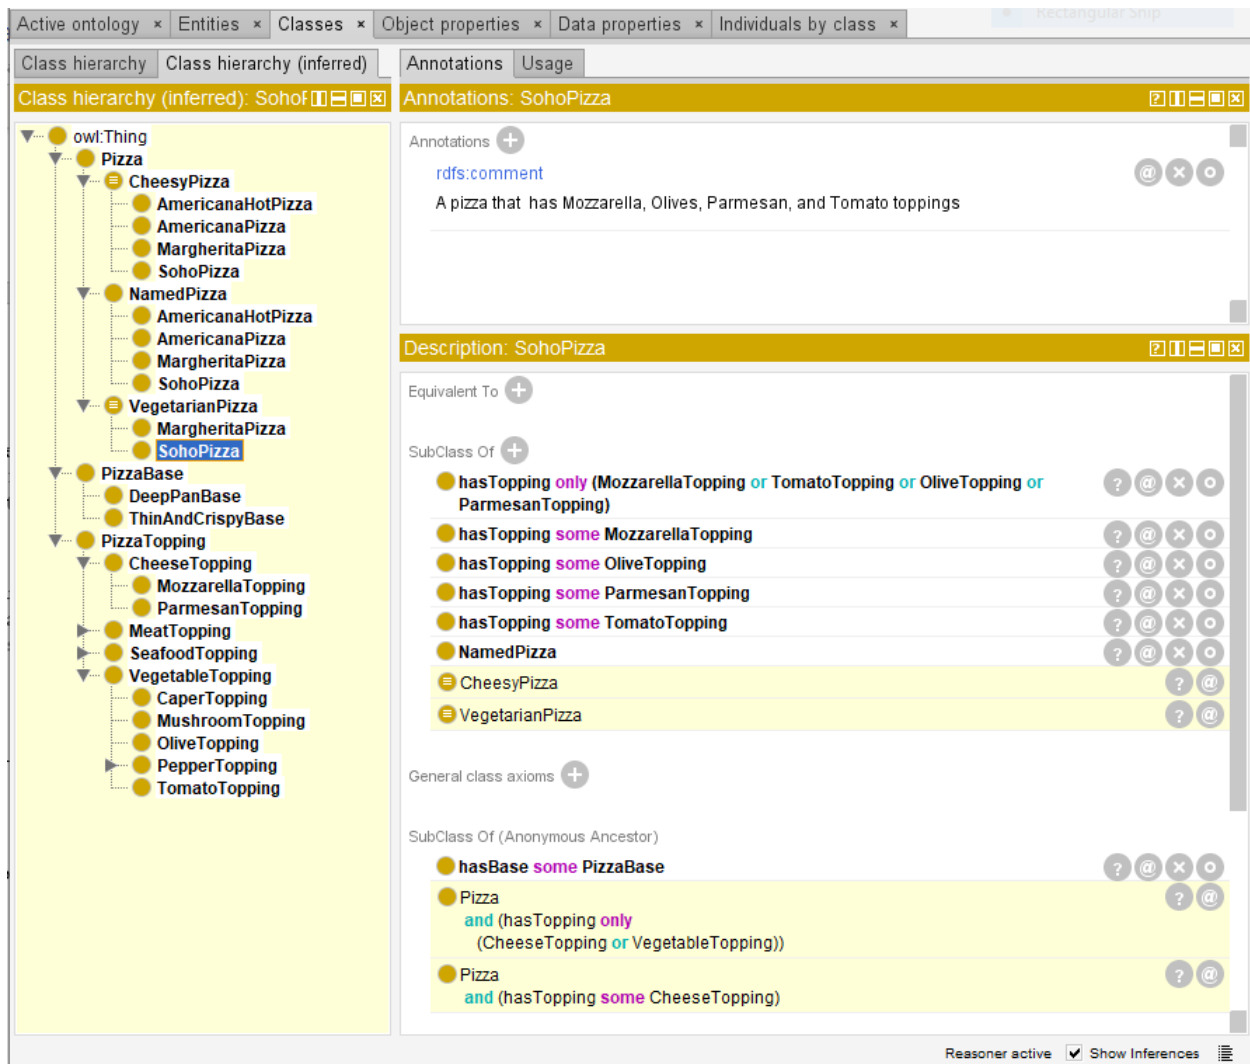 Rectangular Snip
Active ontology × Entities × Classes × Object properties × Data properties × Individuals by class ×
Class hierarchy Class hierarchy (inferred)
Class hierarchy (inferred):
owl:Thing
Pizza
CheesyPizza
AmericanaHotPizza
AmericanaPizza
MargheritaPizza
SohoPizza
NamedPizza
AmericanaHotPizza
AmericanaPizza
MargheritaPizza
SohoPizza
VegetarianPizza
MargheritaPizza
SohoPizza
PizzaBase
DeepPanBase
ThinAndCrispyBase
PizzaTopping
CheeseTopping
MozzarellaTopping
ParmesanTopping
MeatTopping
SeafoodTopping
VegetableTopping
CaperTopping
MushroomTopping
OliveTopping
PepperTopping
TomatoTopping
Annotations Usage
Annotations: SohoPizza
Annotations
rdfs:comment
A pizza that has Mozzarella, Olives, Parmesan, and Tomato toppings
Description: SohoPizza
Equivalent To
SubClass Of
hasTopping only (MozzarellaTopping or TomatoTopping or OliveTopping or
ParmesanTopping)
hasTopping some MozzarellaTopping
hasTopping some OliveTopping
hasTopping some ParmesanTopping
hasTopping some TomatoTopping
NamedPizza
CheesyPizza
VegetarianPizza
General class axioms
SubClass Of (Anonymous Ancestor)
hasBase some PizzaBase
Pizza
and (hasTopping only
(CheeseTopping or VegetableTopping))
Pizza
and (hasTopping some CheeseTopping)
Reasoner active Show Inferences